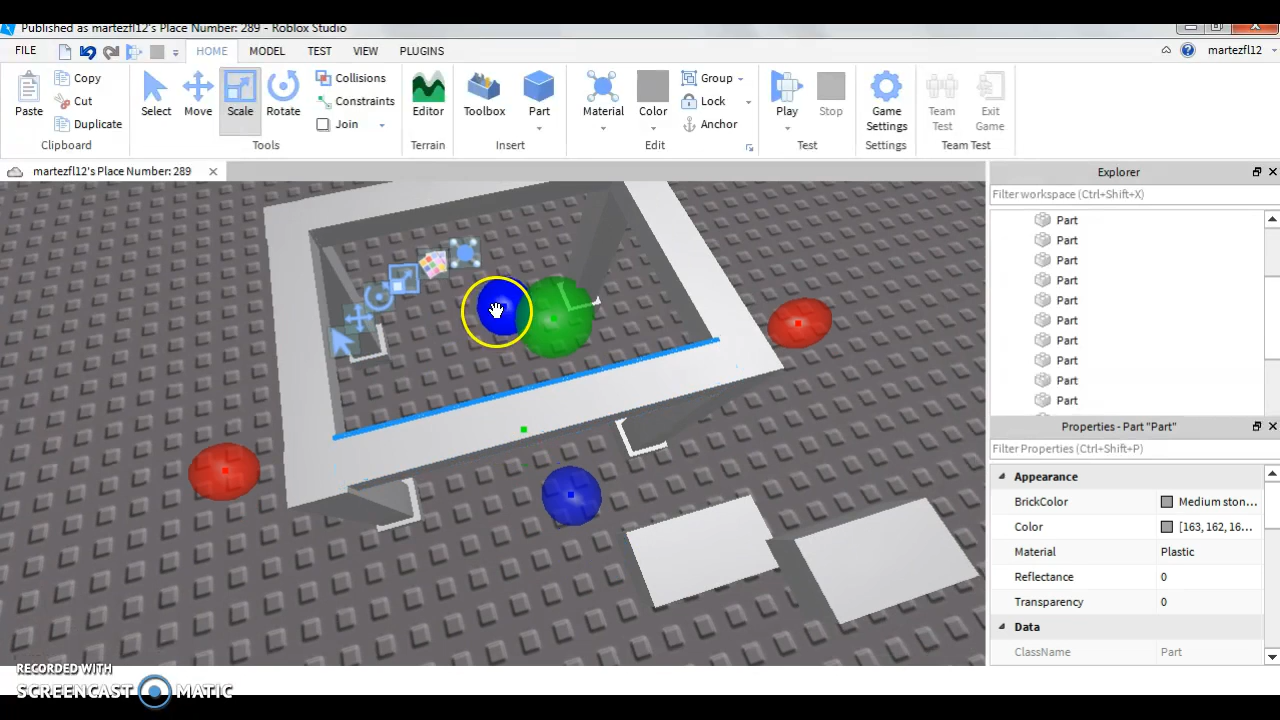 Published as martezfl12's Place Number: 289 - Roblox Studio
FILE HOME MODEL TEST VIEW PLUGINS martezfl12
Copy Collisions Group
Cut Constraints Lock
Paste Duplicate Select Move Scale Rotate Join Editor Toolbox Part Material Color Anchor Play Stop Game Settings Team Test Exit Game
Clipboard Tools Terrain Insert Edit Test Settings Team Test
martezfl12's Place Number: 289
Explorer
Filter workspace (Ctrl+Shift+X)
Part
Part
Part
Part
Part
Part
Part
Part
Part
Part
Properties - Part "Part"
Filter Properties (Ctrl+Shift+P)
Appearance
BrickColor Medium ston...
Color [163, 162, 16...
Material Plastic
Reflectance 0
Transparency 0
Data
ClassName Part
RECORDED WITH
SCREENCAST MATIC